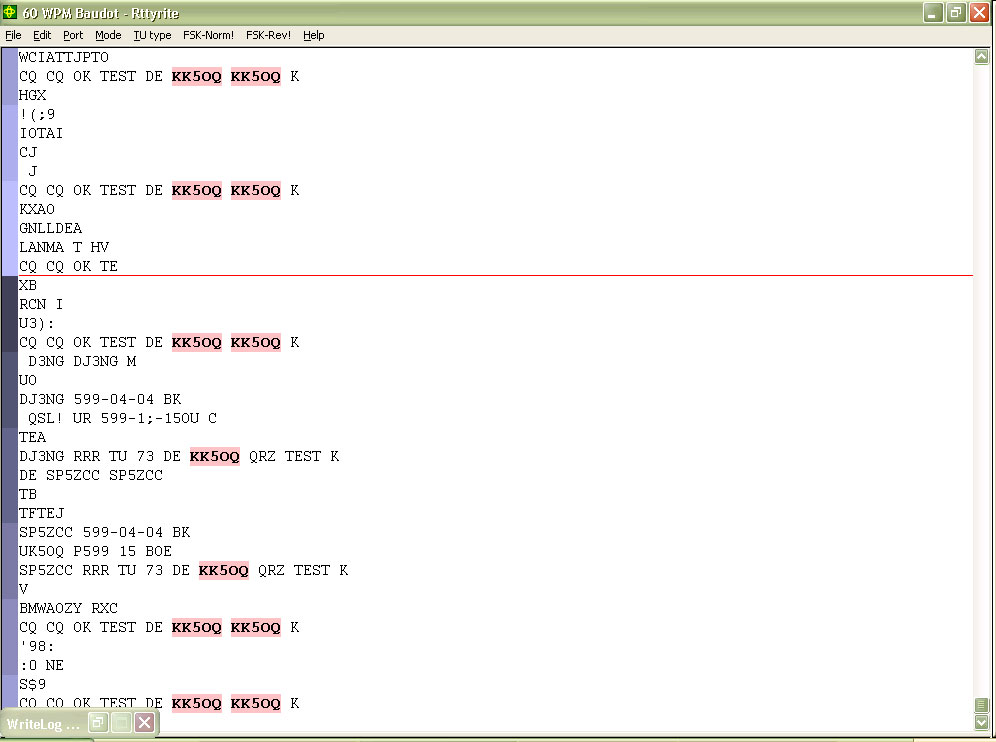 60 WPM Baudot - Rttyrite
File Edit Port Mode TU type FSK-Norm! FSK-Rev! Help
WCIATTJPTO
CQ CQ OK TEST DE KK5OQ KK5OQ K
HGX
!(;9
IOTAI
CJ
J
CQ CQ OK TEST DE KK5OQ KK5OQ K
KXAO
GNLLDEA
LANMA T HV
CQ CQ OK TE
XB
RCN I
U3):
CQ CQ OK TEST DE KK5OQ KK5OQ K
D3NG DJ3NG M
UO
DJ3NG 599-04-04 BK
QSL! UR 599-1;-15OU C
TEA
DJ3NG RRR TU 73 DE KK5OQ QRZ TEST K
DE SP5ZCC SP5ZCC
TB
TFTEJ
SP5ZCC 599-04-04 BK
UK5OQ P599 15 BOE
SP5ZCC RRR TU 73 DE KK5OQ QRZ TEST K
V
BMWAOZY RXC
CQ CQ OK TEST DE KK5OQ KK5OQ K
'98:
:0 NE
S$9
CQ CQ OK TEST DE KK5OQ KK5OQ K
WriteLog ...